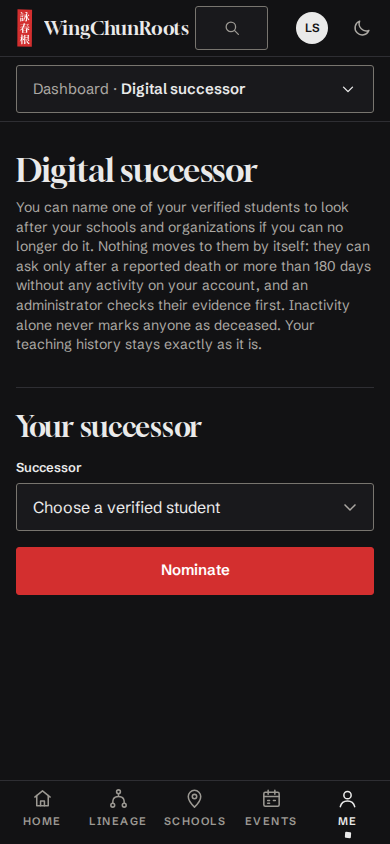 詠春根
WingChunRoots
LS
Dashboard · Digital successor
Digital successor
You can name one of your verified students to look
after your schools and organizations if you can no
longer do it. Nothing moves to them by itself: they can
ask only after a reported death or more than 180 days
without any activity on your account, and an
administrator checks their evidence first. Inactivity
alone never marks anyone as deceased. Your
teaching history stays exactly as it is.
Your successor
Successor
Choose a verified student
Nominate
HOME
LINEAGE
SCHOOLS
EVENTS
ME